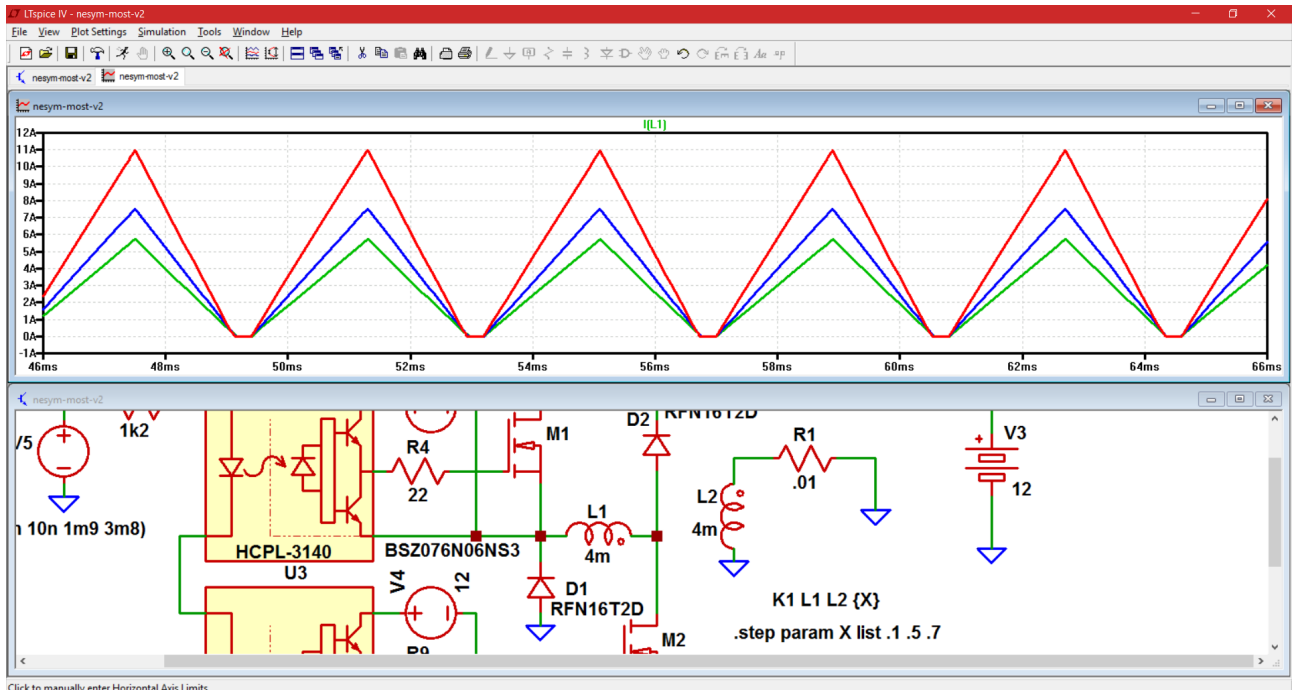 LTspice IV - nesym-most-v2
File View Plot Settings Simulation Tools Window Help
nesym-most-v2 nesym-most-v2
nesym-most-v2
I(L1)
12A
11A
10A
9A
8A
7A
6A
5A
4A
3A
2A
1A
0A
-1A
46ms 48ms 50ms 52ms 54ms 56ms 58ms 60ms 62ms 64ms 66ms
nesym-most-v2
1k2
R4
22
M1
D2
R1
.01
V3
12
L2
4m
L1
4m
10n 1m9 3m8)
HCPL-3140
BSZ076N06NS3
U3
V4
12
D1
RFN16T2D
K1 L1 L2 {X}
.step param X list .1 .5 .7
M2
Click to manually enter Horizontal Axis Limits